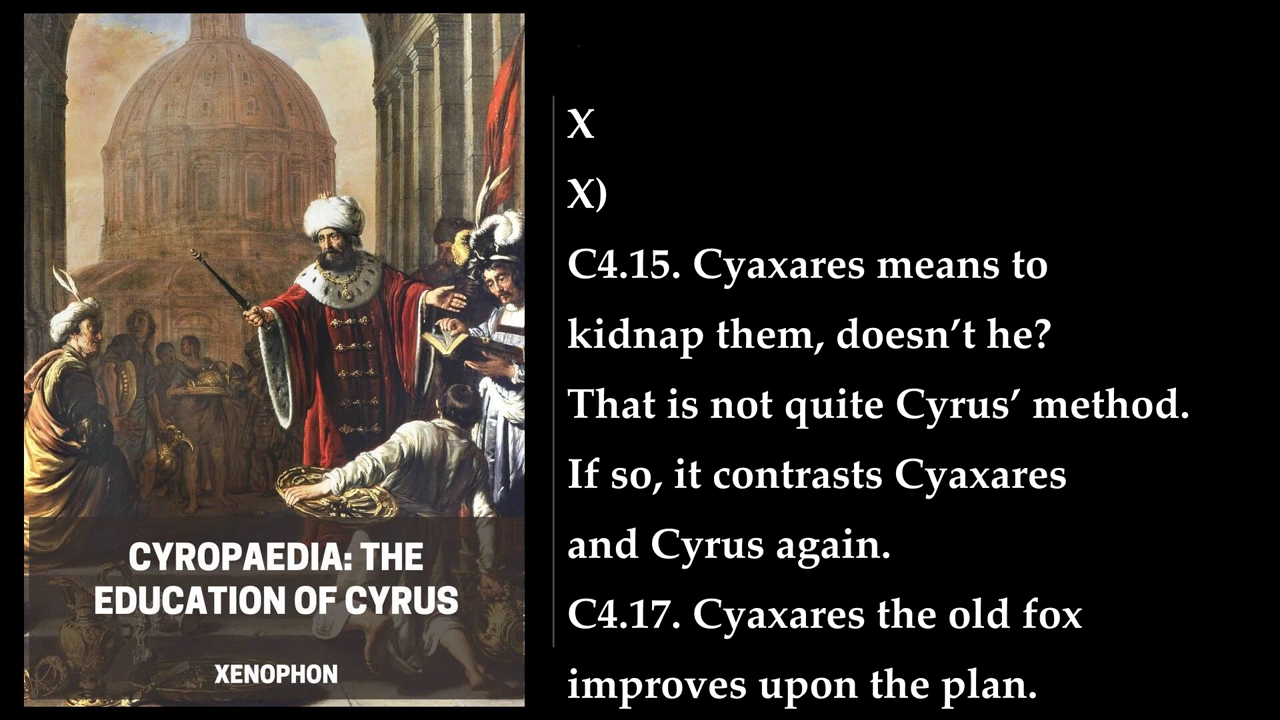 CYROPAEDIA: THE
EDUCATION OF CYRUS
XENOPHON
X
X)
C4.15. Cyaxares means to
kidnap them, doesn’t he?
That is not quite Cyrus’ method.
If so, it contrasts Cyaxares
and Cyrus again.
C4.17. Cyaxares the old fox
improves upon the plan.